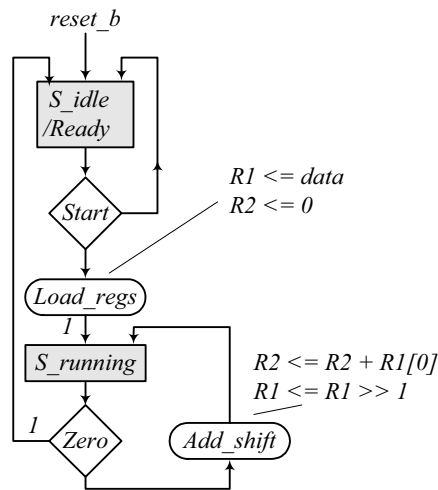 reset_b
S_idle
/Ready
Start
R1 <= data
R2 <= 0
Load_regs
1
S_running
R2 <= R2 + R1[0]
R1 <= R1 >> 1
1
Zero
Add_shift